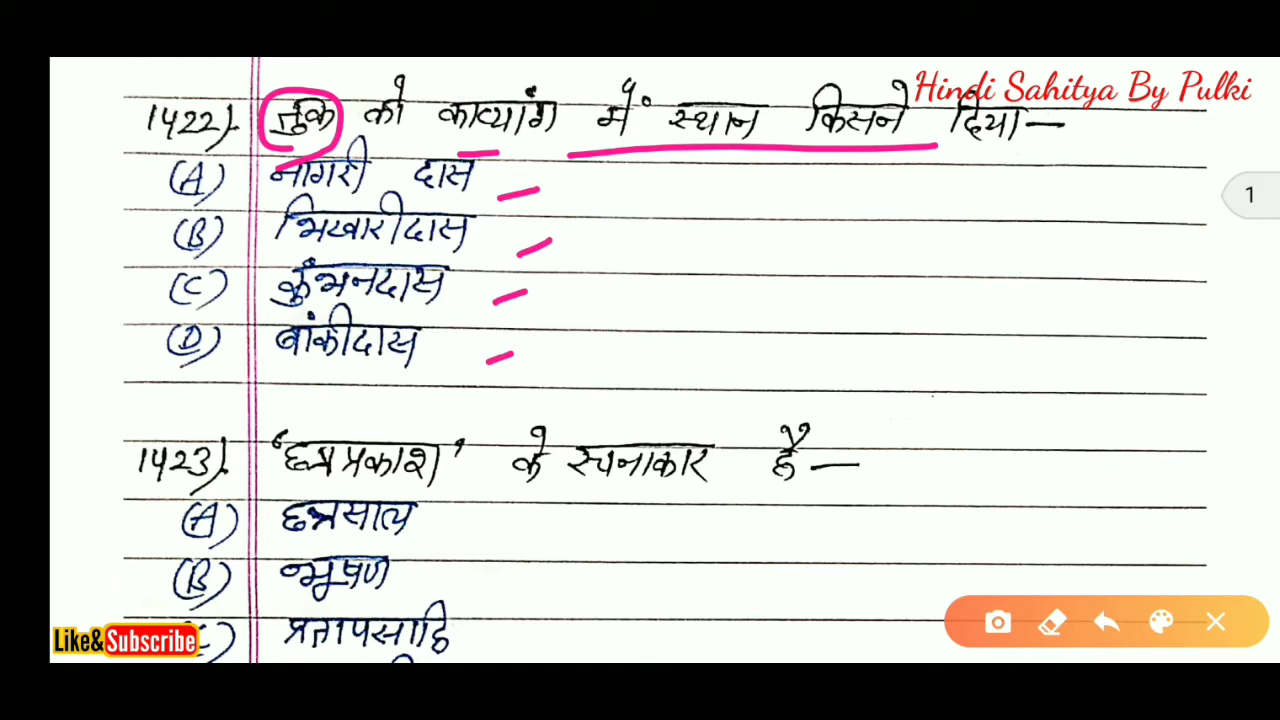 Hindi Sahitya By Pulki
1422). तुक को काव्यांग में स्थान किसने दिया—
(A) नागरी दास
(B) भिखारीदास
(C) कुंभनदास
(D) बांकीदास
1
1423). 'छत्रप्रकाश' के रचनाकार है—
(A) छत्रसाल
(B) भूषण
प्रतापसाहि
Like& Subscribe